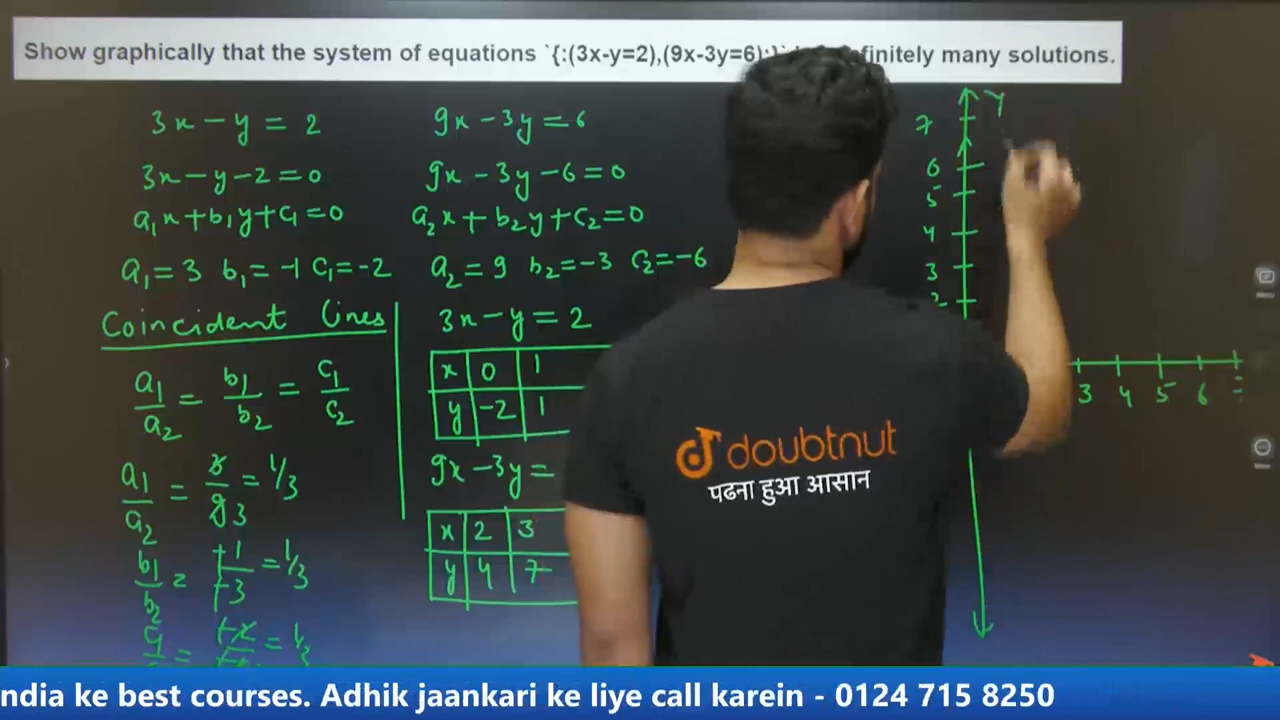 Show graphically that the system of equations `{:(3x-y=2),(9x-3y=6):}` finitely many solutions.
3x - y = 2
9x - 3y = 6
3x - y - 2 = 0
9x - 3y - 6 = 0
a₁x + b₁y + c₁ = 0
a₂x + b₂y + c₂ = 0
a₁ = 3 b₁ = -1 c₁ = -2
a₂ = 9 b₂ = -3 c₂ = -6
Coincident lines
a₁/a₂ = b₁/b₂ = c₁/c₂
a₁/a₂ = 3/9 3 = 1/3
b₁/b₂ = -1/-3 = 1/3
= 1/3
3x - y = 2
x 0 1
y -2 1
9x - 3y =
x 2 3
y 4 7
Y
7
6
5
4
3
2
3 4 5 6
doubtnut
पढना हुआ आसान
ndia ke best courses. Adhik jaankari ke liye call karein - 0124 715 8250